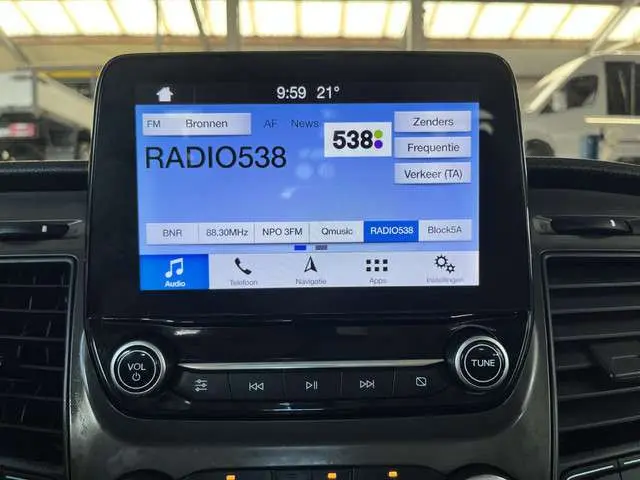 9:59 21°
FM Bronnen AF News 538 Zenders
Frequentie
RADIO538
Verkeer (TA)
BNR 88.30MHz NPO 3FM Qmusic RADIO538 Block5A
Audio Telefoon Navigatie Apps Instellingen
VOL TUNE